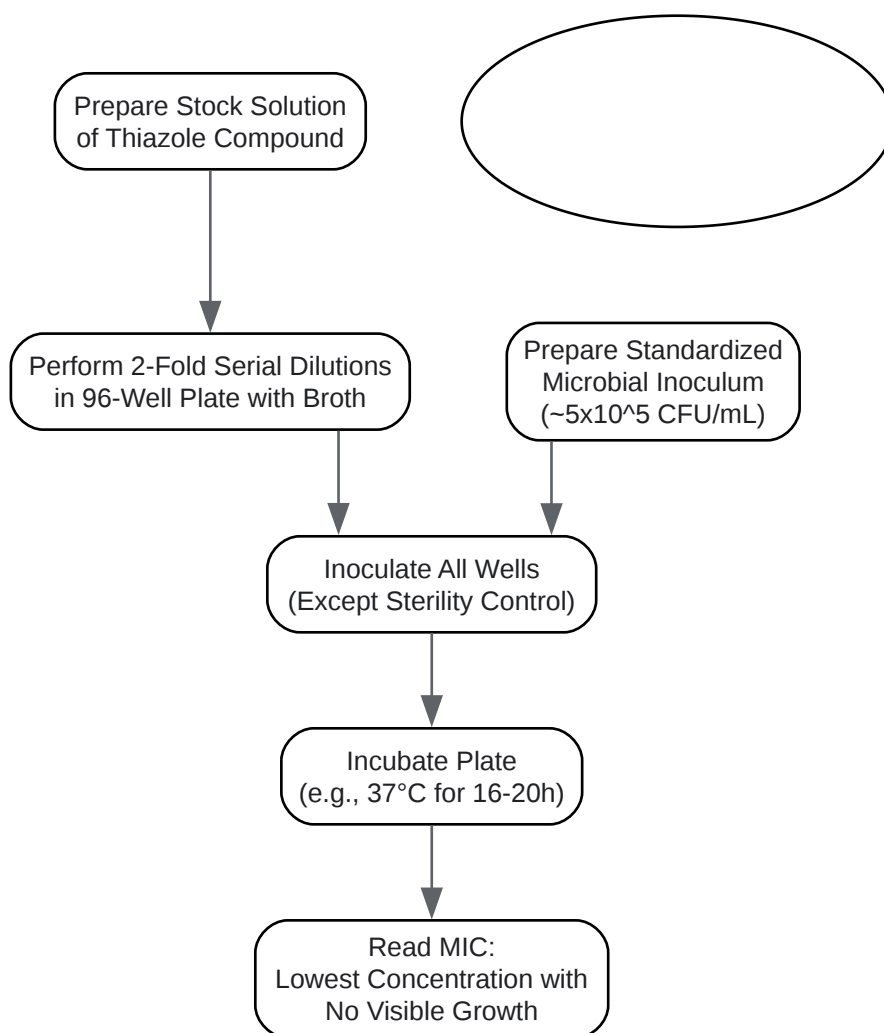 Prepare Stock Solution
of Thiazole Compound
Perform 2-Fold Serial Dilutions
in 96-Well Plate with Broth
Prepare Standardized
Microbial Inoculum
(~5x10^5 CFU/mL)
Inoculate All Wells
(Except Sterility Control)
Incubate Plate
(e.g., 37°C for 16-20h)
Read MIC:
Lowest Concentration with
No Visible Growth